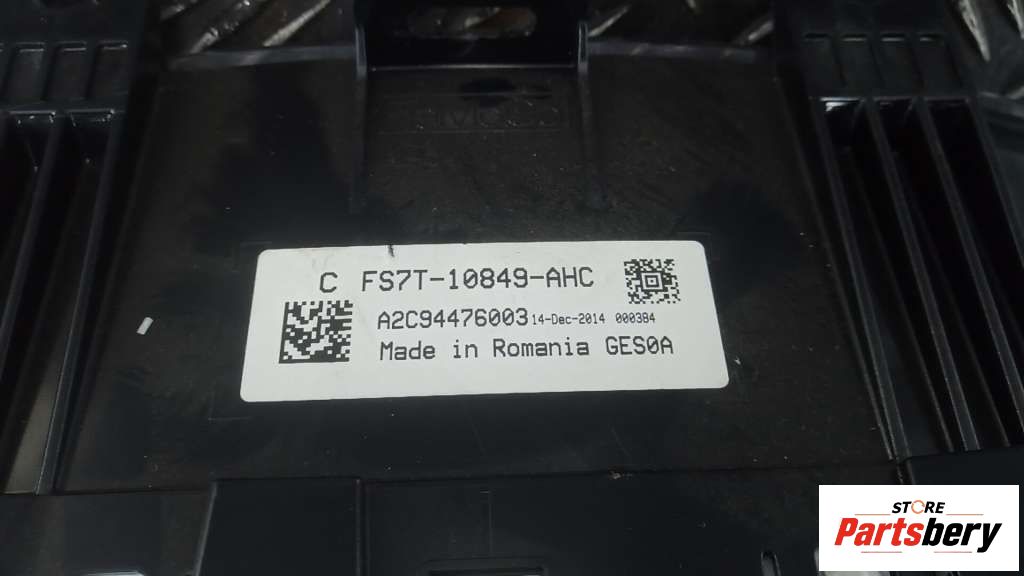 C FS7T-10849-AHC
A2C94476003 14-Dec-2014 000384
Made in Romania GES0A
STORE
Partsbery